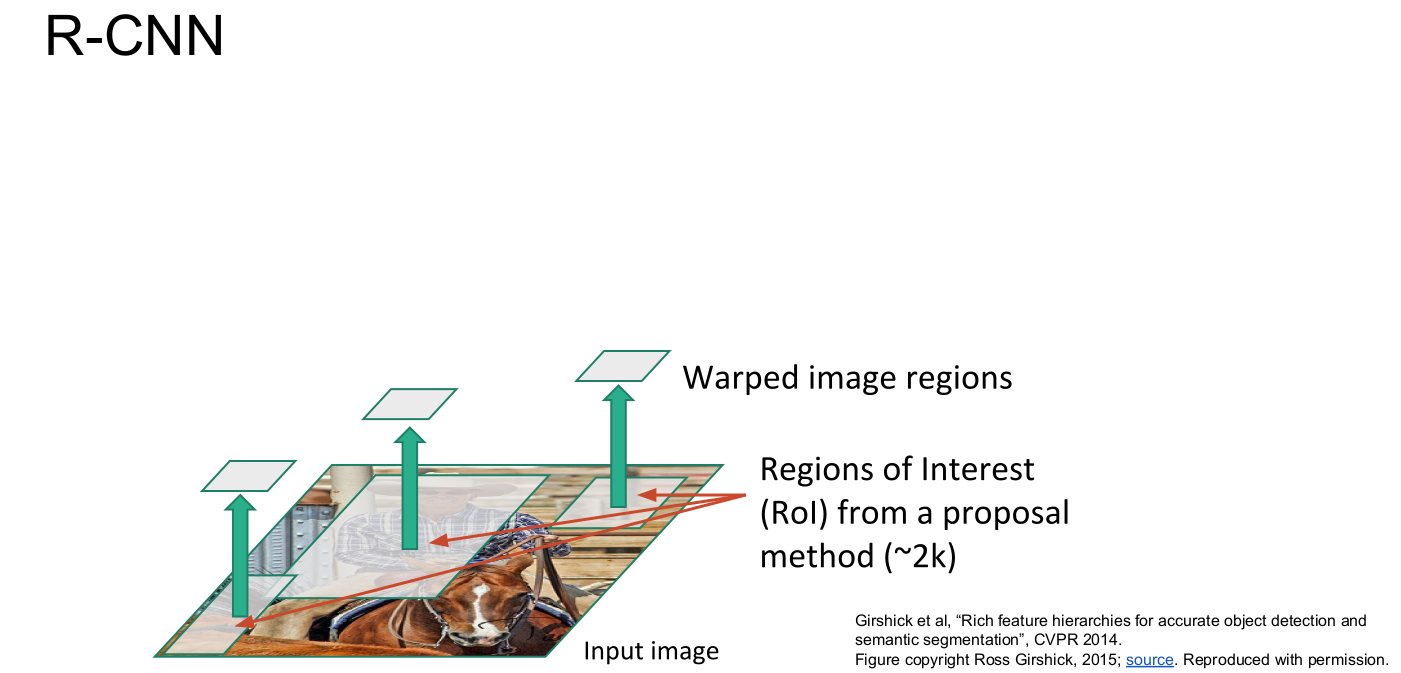 R-CNN
Warped image regions
Regions of Interest
(RoI) from a proposal
method (~2k)
Input image
Girshick et al, “Rich feature hierarchies for accurate object detection and
semantic segmentation”, CVPR 2014.
Figure copyright Ross Girshick, 2015; source. Reproduced with permission.